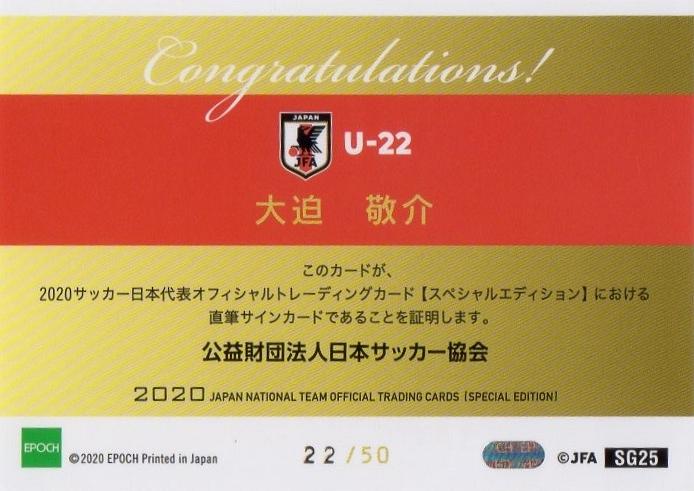 Congratulations!
JAPAN
JFA
U-22
大迫 敬介
このカードが、
2020サッカー日本代表オフィシャルトレーディングカード【スペシャルエディション】における
直筆サインカードであることを証明します。
公益財団法人日本サッカー協会
2020 JAPAN NATIONAL TEAM OFFICIAL TRADING CARDS [SPECIAL EDITION]
EPOCH
©2020 EPOCH Printed in Japan
22/50
©JFA
SG25